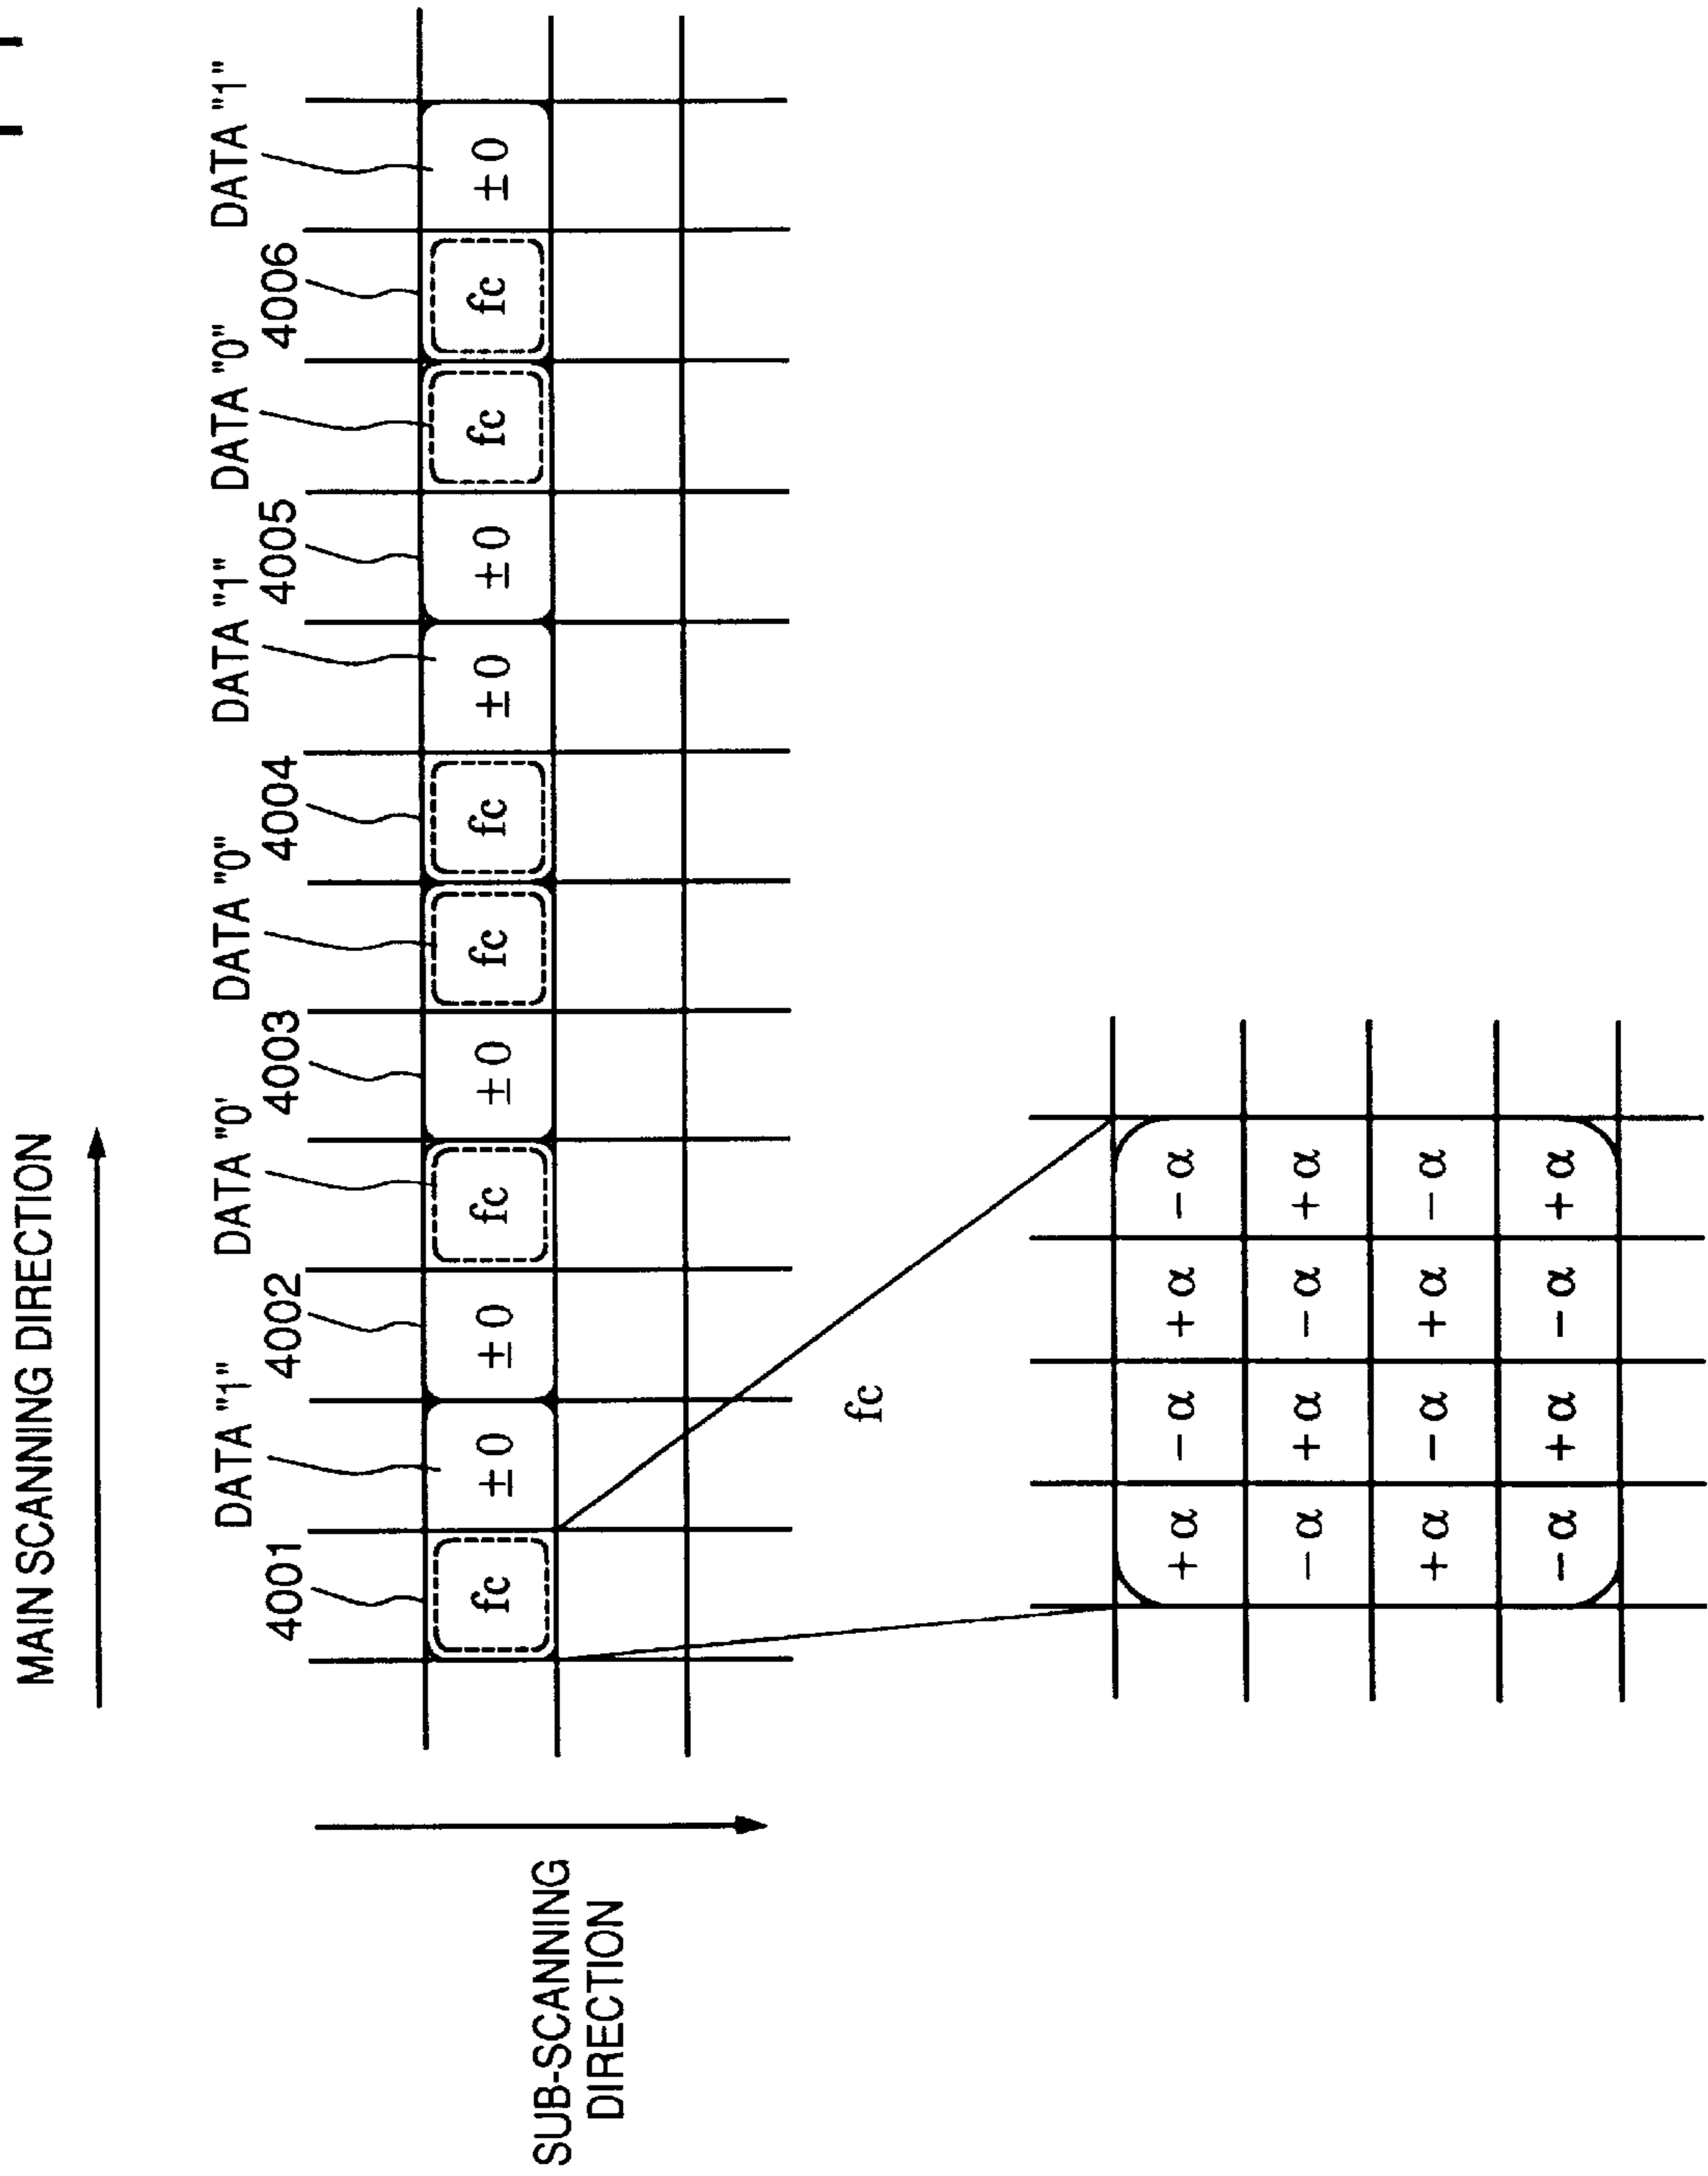 MAIN SCANNING DIRECTION
DATA "1" DATA "0' DATA "0" DATA "1" DATA "0" DATA "1"
4001 4002 4003 4004 4005 4006
fc ±0 ±0 fc ±0 fc fc ±0 ±0 fc fc ±0
SUB-SCANNING
DIRECTION
fc
+α −α +α −α
−α +α −α +α
+α −α +α −α
−α +α −α +α